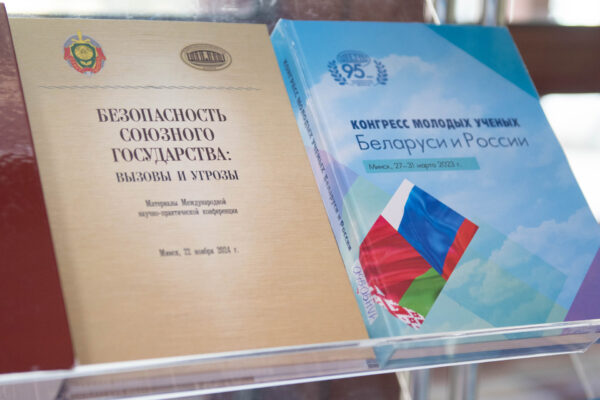 БЕЗОПАСНОСТЬ
СОЮЗНОГО
ГОСУДАРСТВА:
ВЫЗОВЫ И УГРОЗЫ
Материалы Международной
научно-практической конференции
Минск, 22 ноября 2024 г.
95
КОНГРЕСС МОЛОДЫХ УЧЕНЫХ
Беларуси и России
Минск, 27–31 марта 2023 г.